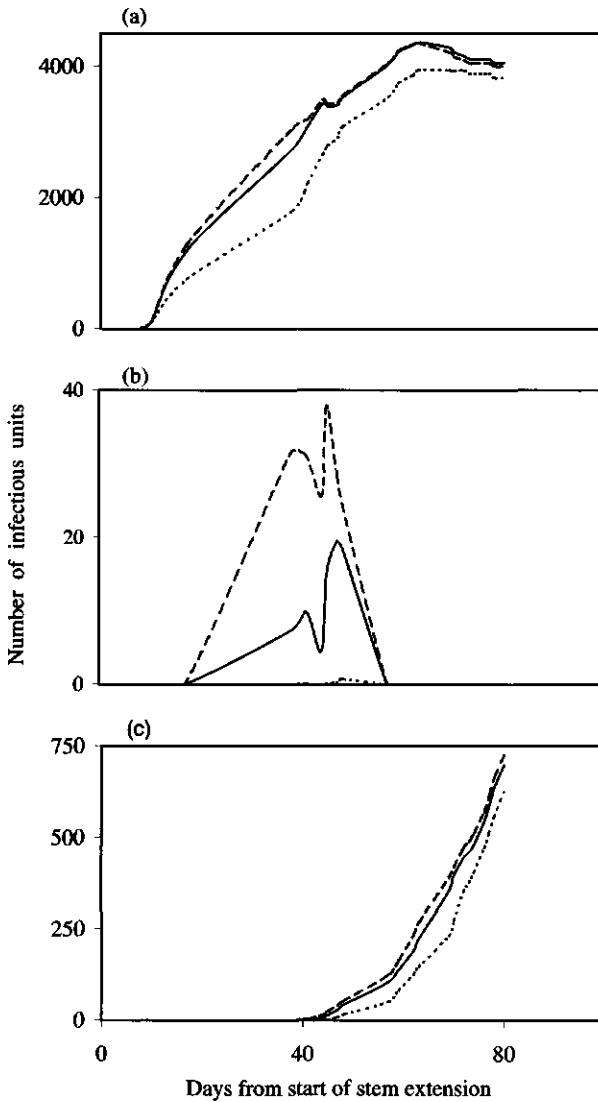 (a)
4000
2000
0
(b)
40
20
0
Number of infectious units
(c)
750
500
250
0
0 40 80
Days from start of stem extension